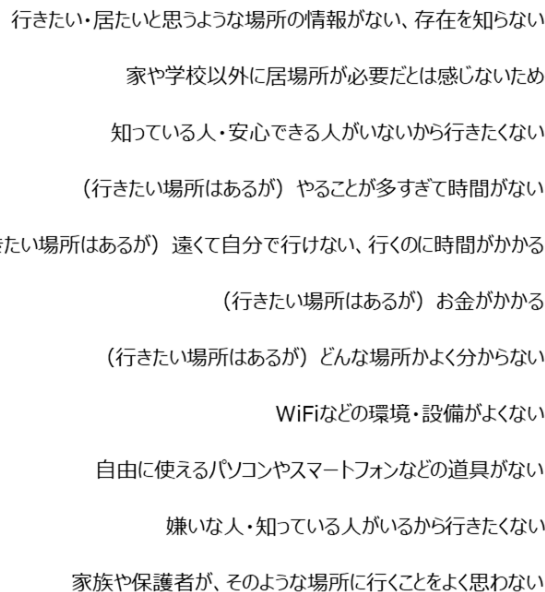 行きたい・居たいと思うような場所の情報がない、存在を知らない
家や学校以外に居場所が必要だとは感じないため
知っている人・安心できる人がいないから行きたくない
（行きたい場所はあるが）やることが多すぎて時間がない
きたい場所はあるが）遠くて自分で行けない、行くのに時間がかかる
（行きたい場所はあるが）お金がかかる
（行きたい場所はあるが）どんな場所かよく分からない
WiFiなどの環境・設備がよくない
自由に使えるパソコンやスマートフォンなどの道具がない
嫌いな人・知っている人がいるから行きたくない
家族や保護者が、そのような場所に行くことをよく思わない